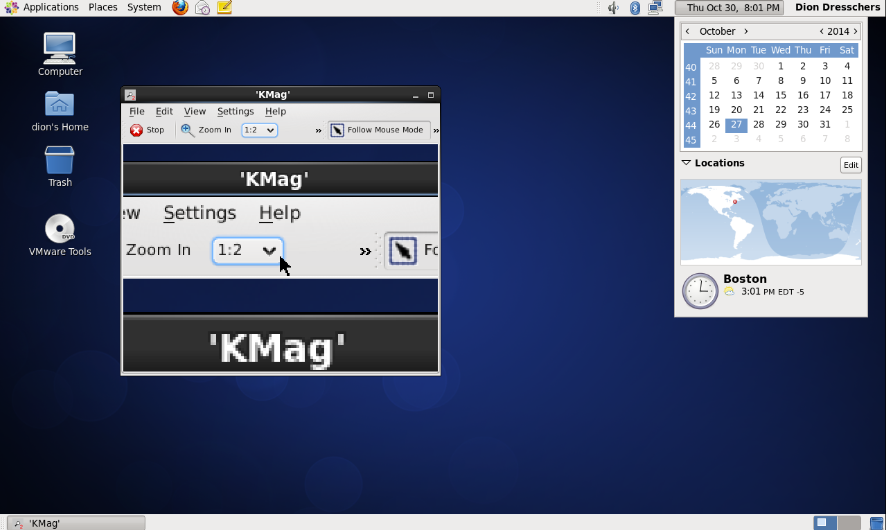 Applications Places System Thu Oct 30, 8:01 PM Dion Dresschers
Computer
dion's Home
Trash
DVD
VMware Tools
'KMag'
File Edit View Settings Help
Stop Zoom In 1:2 » Follow Mouse Mode »
'KMag'
ew Settings Help
Zoom In 1:2 » Fo
'KMag'
‹ October › ‹ 2014 ›
Sun Mon Tue Wed Thu Fri Sat
40 28 29 30 1 2 3 4
41 5 6 7 8 9 10 11
42 12 13 14 15 16 17 18
43 19 20 21 22 23 24 25
44 26 27 28 29 30 31 1
45 2 3 4 5 6 7 8
Locations Edit
Boston
3:01 PM EDT -5
'KMag'